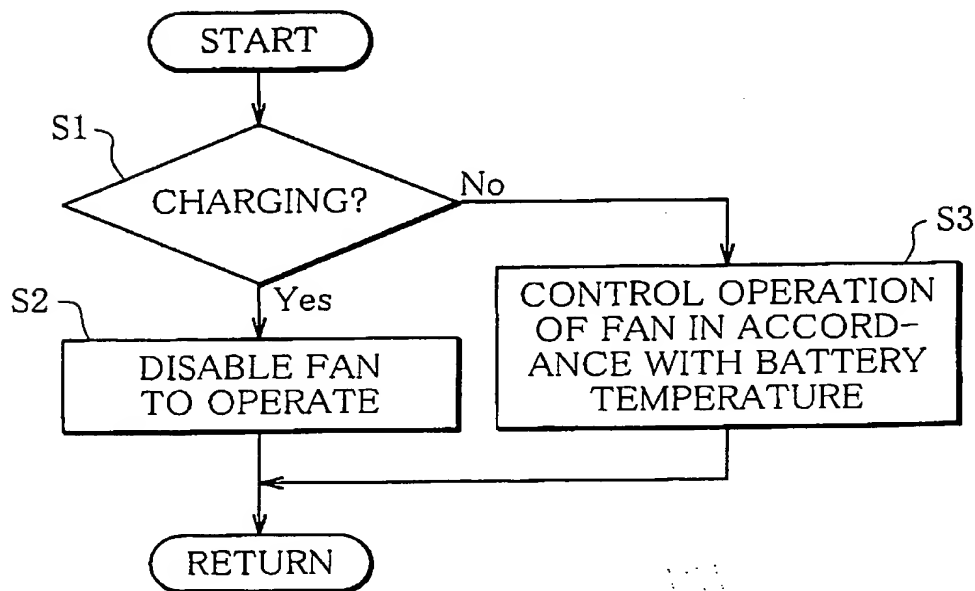 START
S1
CHARGING?
No
S3
Yes
S2
CONTROL OPERATION
OF FAN IN ACCORD-
ANCE WITH BATTERY
TEMPERATURE
DISABLE FAN
TO OPERATE
RETURN